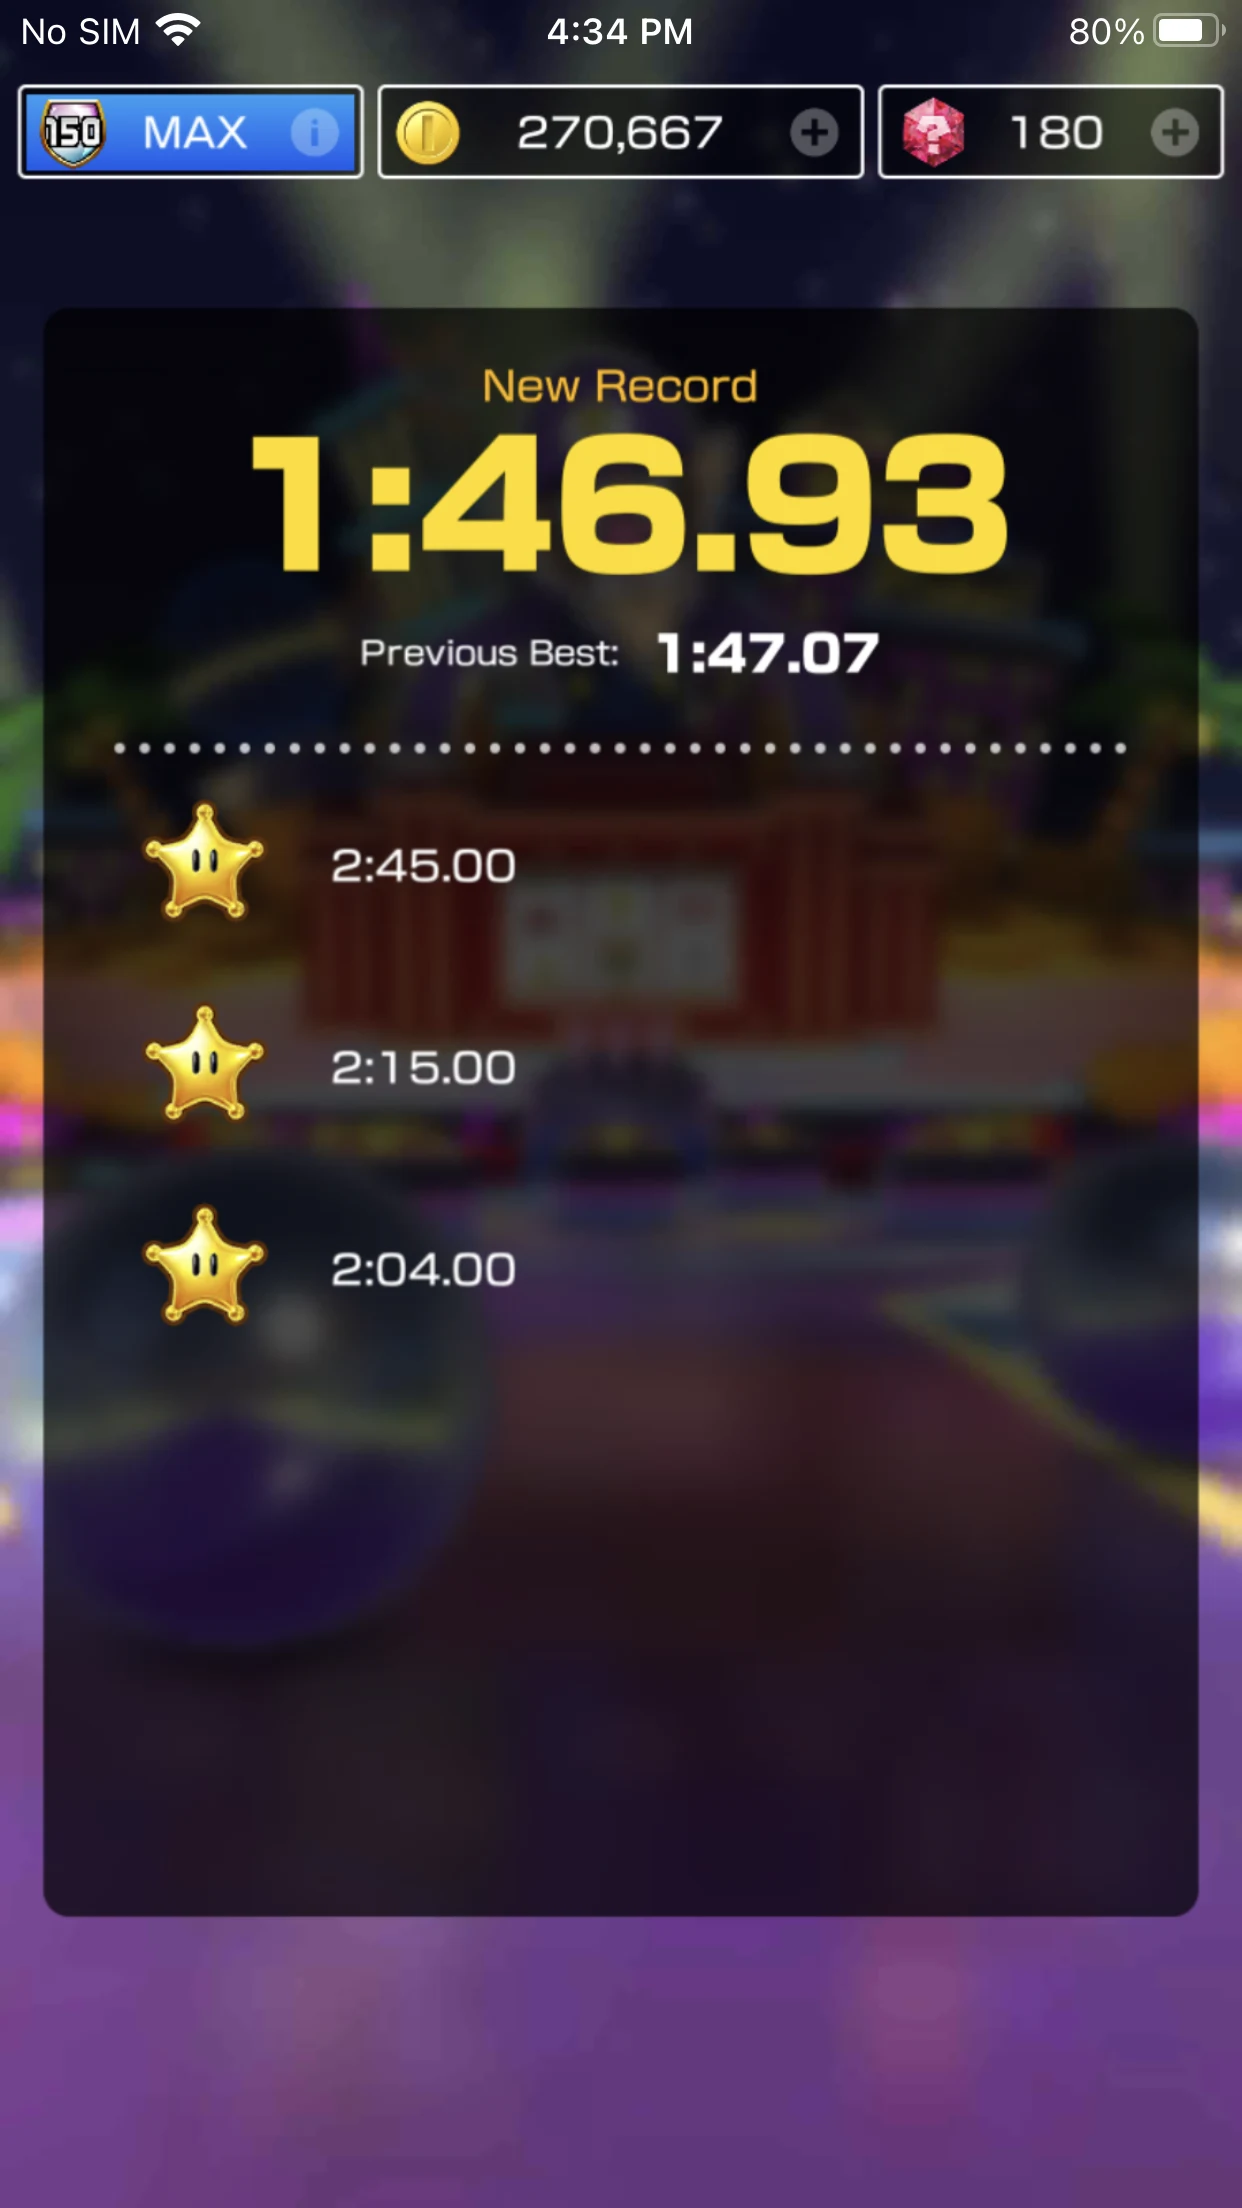 No SIM 4:34 PM 80%
150 MAX i 270,667 + ? 180 +
New Record
1:46.93
Previous Best: 1:47.07
2:45.00
2:15.00
2:04.00